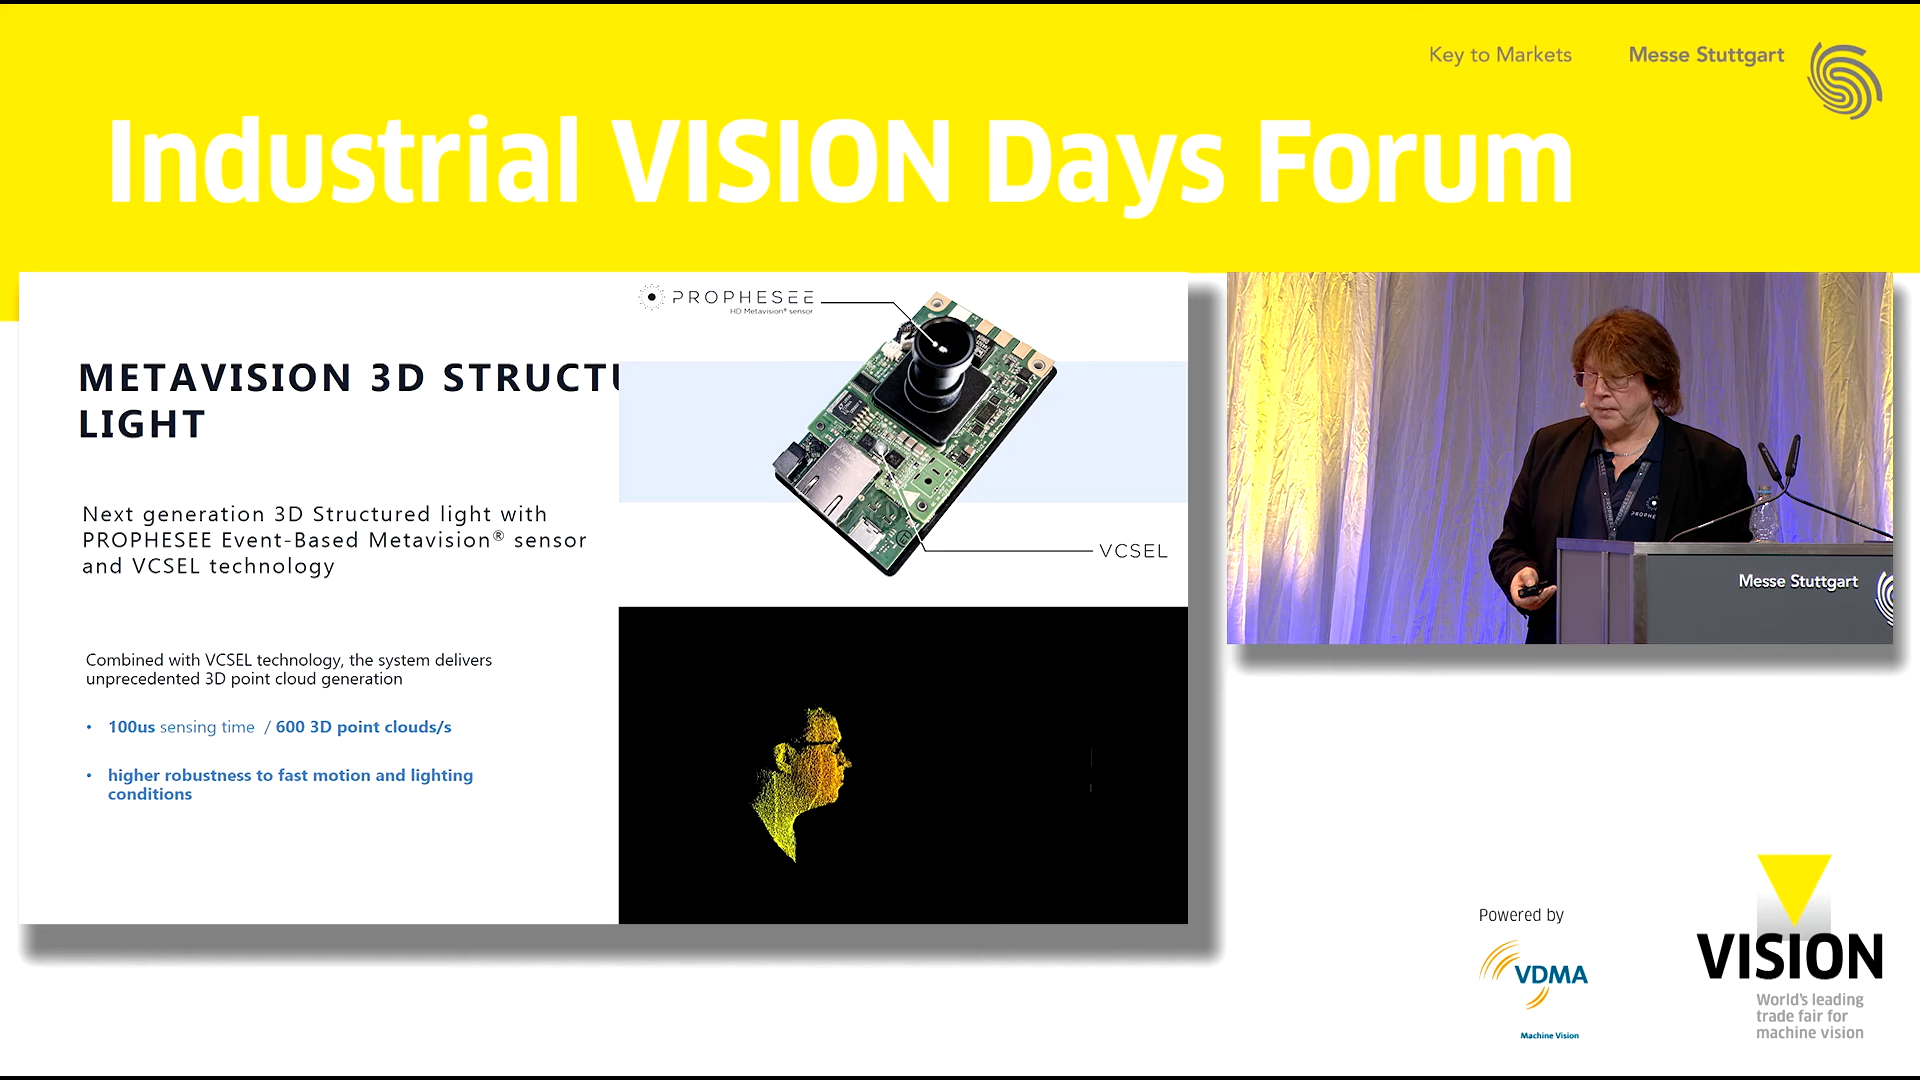 Key to Markets
Messe Stuttgart
Industrial VISION Days Forum
PROPHESEE
HD Metavision® sensor
METAVISION 3D STRUCTU
LIGHT
Next generation 3D Structured light with
PROPHESEE Event-Based Metavision® sensor
and VCSEL technology
VCSEL
Combined with VCSEL technology, the system delivers
unprecedented 3D point cloud generation
• 100us sensing time / 600 3D point clouds/s
• higher robustness to fast motion and lighting
conditions
PROPHE
Messe Stuttgart
Powered by
VDMA
Machine Vision
VISION
World's leading
trade fair for
machine vision